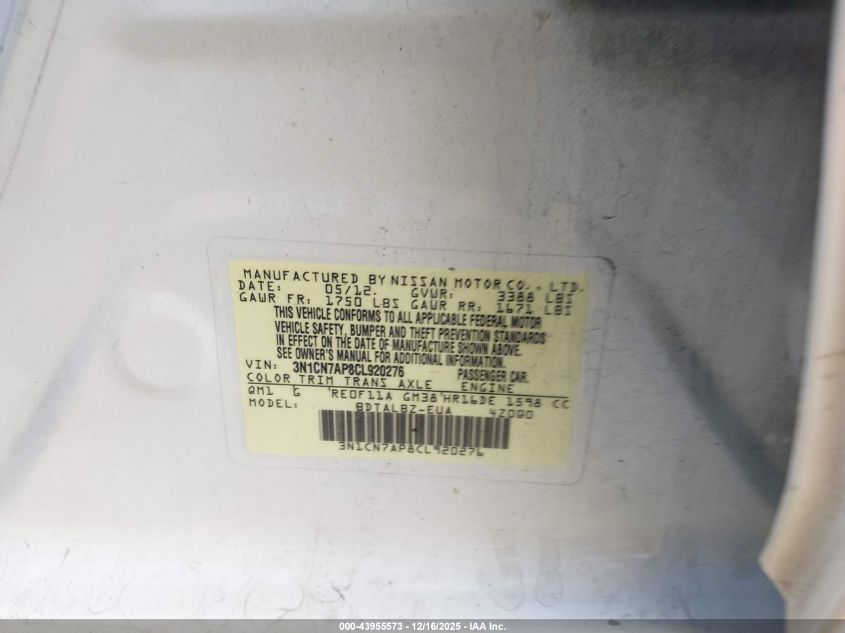 MANUFACTURED BY NISSAN MOTOR CO., LTD.
DATE: 05/12. GVWR: 3388 LBS
GAWR FR: 1750 LBS GAWR RR: 1671 LBS
THIS VEHICLE CONFORMS TO ALL APPLICABLE FEDERAL MOTOR
VEHICLE SAFETY, BUMPER AND THEFT PREVENTION STANDARDS
IN EFFECT ON THE DATE OF MANUFACTURE SHOWN ABOVE.
SEE OWNER'S MANUAL FOR ADDITIONAL INFORMATION.
VIN: 3N1CN7AP8CL920276 PASSENGER CAR.
COLOR TRIM TRANS AXLE ENGINE
QM1 G RE0F11A GM38 HR16DE 1598 CC
MODEL: BDTALBZ-EUA
3N1CN7AP8CL920276
000-43955573 - 12/16/2025 - IAA Inc.